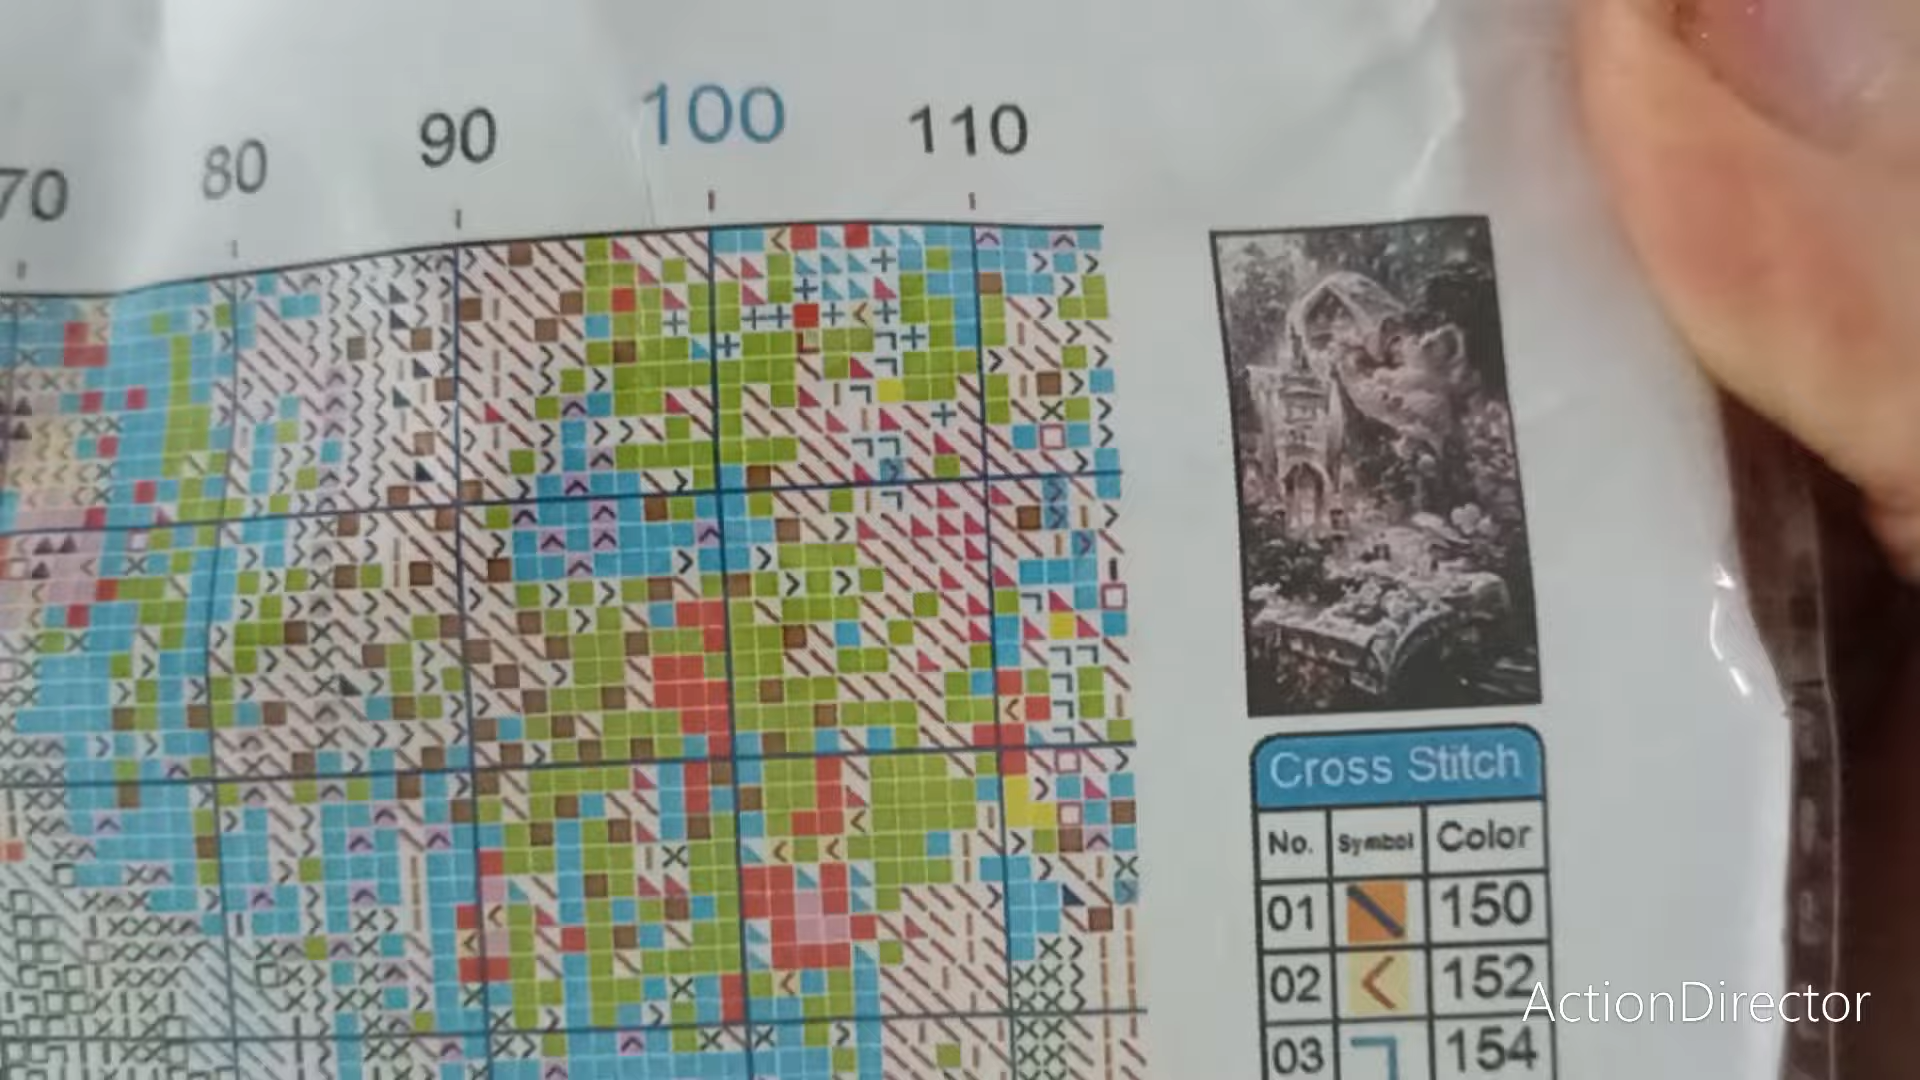 70 80 90 100 110
Cross Stitch
No. Symbol Color
01 150
02 152
03 154
ActionDirector